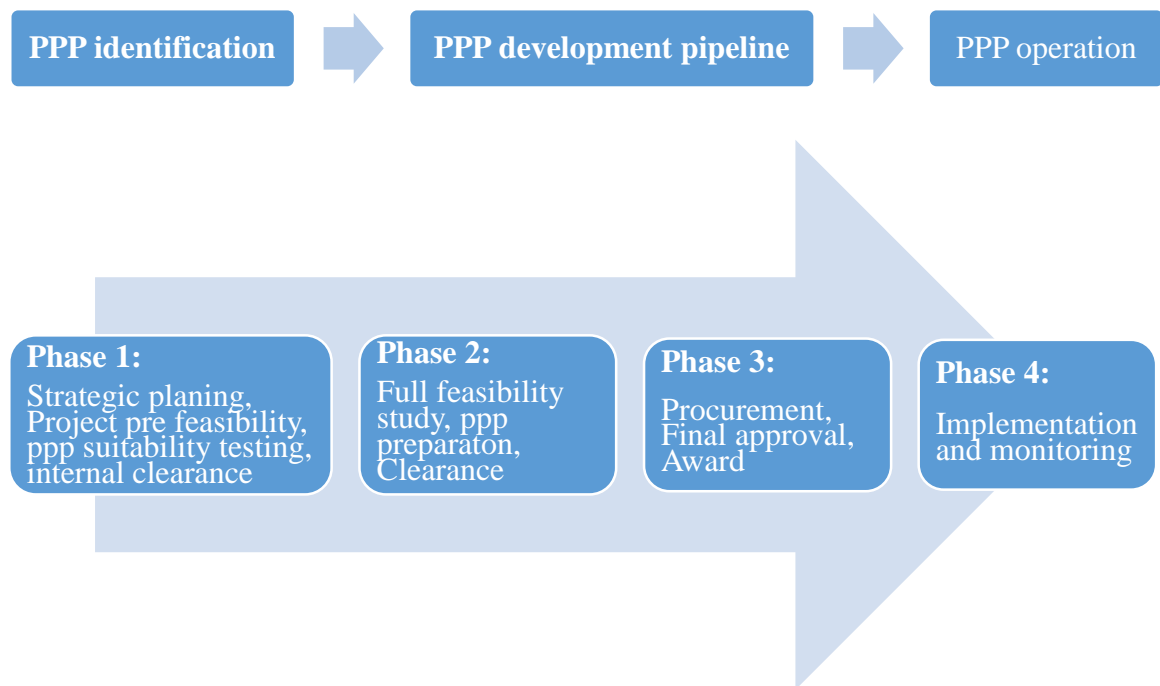 PPP identification
PPP development pipeline
PPP operation
Phase 1:
Strategic planing,
Project pre feasibility,
ppp suitability testing,
internal clearance
Phase 2:
Full feasibility
study, ppp
preparaton,
Clearance
Phase 3:
Procurement,
Final approval,
Award
Phase 4:
Implementation
and monitoring